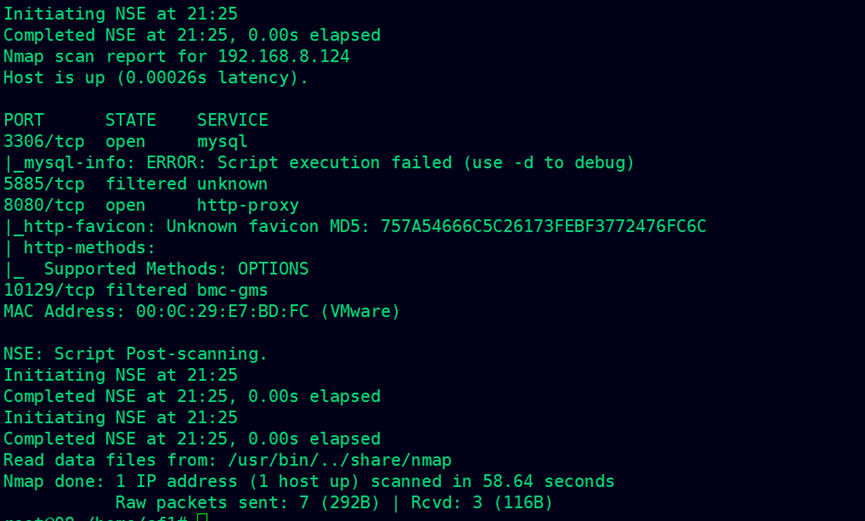 Initiating NSE at 21:25
Completed NSE at 21:25, 0.00s elapsed
Nmap scan report for 192.168.8.124
Host is up (0.00026s latency).
PORT      STATE    SERVICE
3306/tcp  open     mysql
|_mysql-info: ERROR: Script execution failed (use -d to debug)
5885/tcp  filtered unknown
8080/tcp  open     http-proxy
|_http-favicon: Unknown favicon MD5: 757A54666C5C26173FEBF3772476FC6C
| http-methods:
|_  Supported Methods: OPTIONS
10129/tcp filtered bmc-gms
MAC Address: 00:0C:29:E7:BD:FC (VMware)
NSE: Script Post-scanning.
Initiating NSE at 21:25
Completed NSE at 21:25, 0.00s elapsed
Initiating NSE at 21:25
Completed NSE at 21:25, 0.00s elapsed
Read data files from: /usr/bin/../share/nmap
Nmap done: 1 IP address (1 host up) scanned in 58.64 seconds
           Raw packets sent: 7 (292B) | Rcvd: 3 (116B)